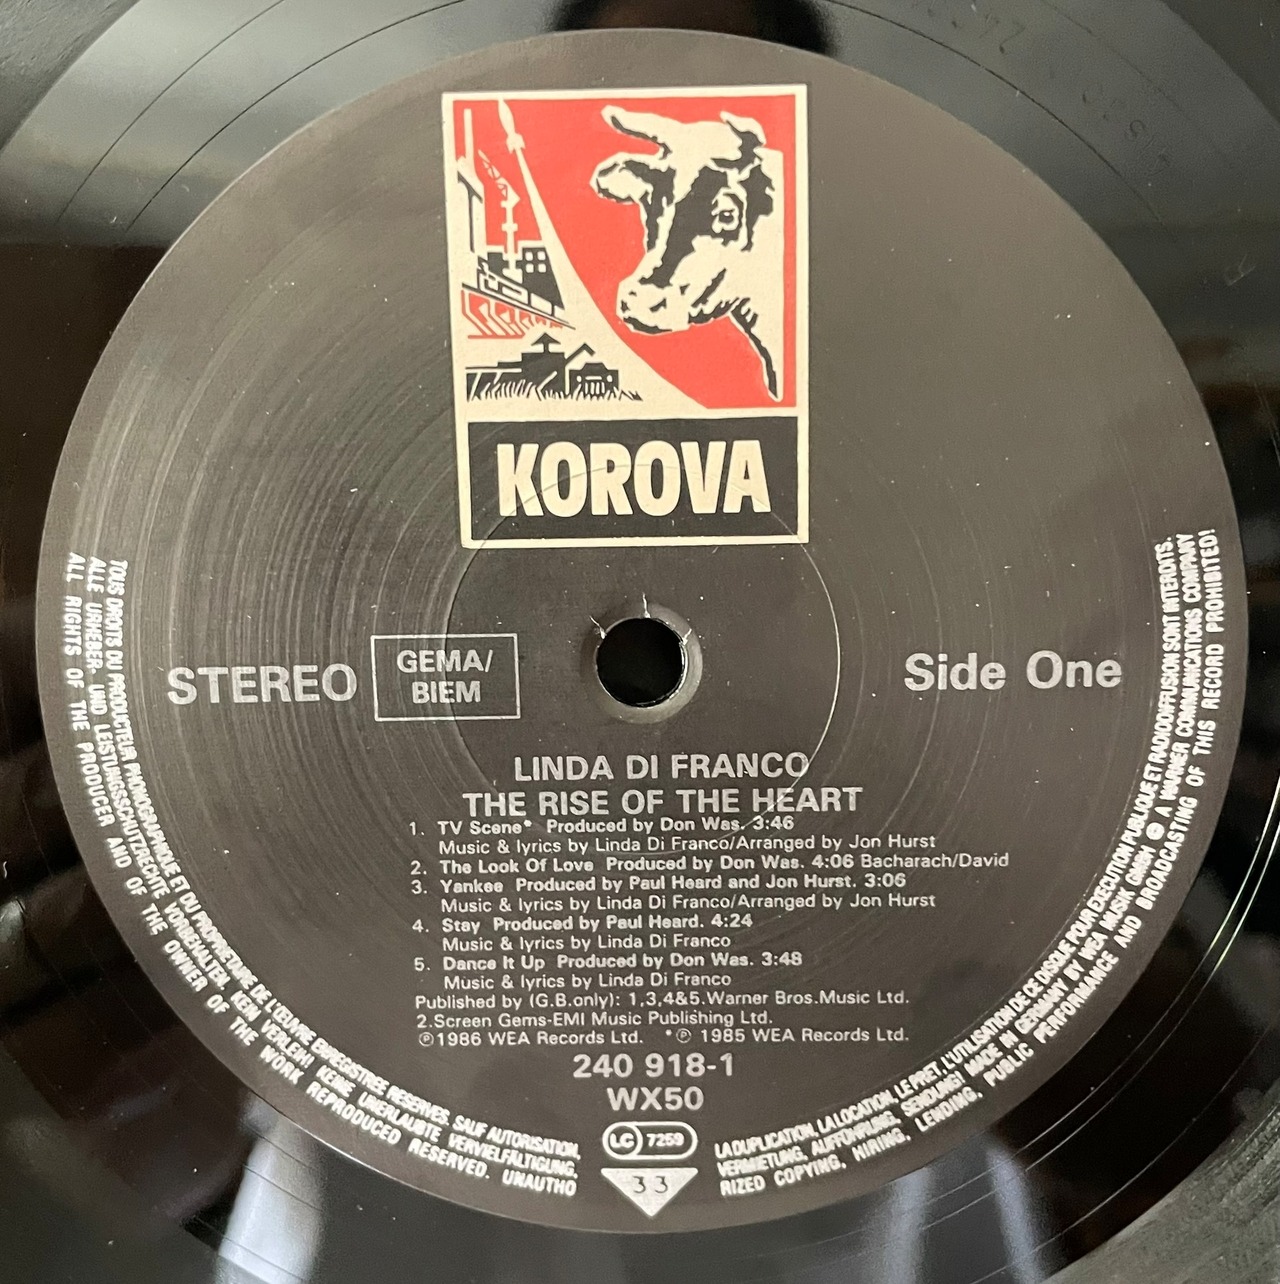 KOROVA
STEREO
GEMA/
BIEM
Side One
LINDA DI FRANCO
THE RISE OF THE HEART
1. TV Scene* Produced by Don Was. 3:46
Music & lyrics by Linda Di Franco/Arranged by Jon Hurst
2. The Look Of Love Produced by Don Was. 4:06 Bacharach/David
3. Yankee Produced by Paul Heard and Jon Hurst. 3:06
Music & lyrics by Linda Di Franco/Arranged by Jon Hurst
4. Stay Produced by Paul Heard. 4:24
Music & lyrics by Linda Di Franco
5. Dance It Up Produced by Don Was. 3:48
Music & lyrics by Linda Di Franco
Published by (G.B.only): 1,3,4&5.Warner Bros.Music Ltd.
2.Screen Gems-EMI Music Publishing Ltd.
℗1986 WEA Records Ltd. *℗ 1985 WEA Records Ltd.
240 918-1
WX50
LC 7259
33
TOUS DROITS DU PRODUCTEUR PHONOGRAPHIQUE ET DU PROPRIETAIRE DE L'ŒUVRE ENREGISTREE RESERVES. SAUF AUTORISATION, LA DUPLICATION, LA LOCATION, LE PRET, L'UTILISATION DE CE DISQUE POUR EXECUTION PUBLIQUE ET RADIODIFFUSION SONT INTERDITS.
ALLE URHEBER- UND LEISTUNGSSCHUTZRECHTE VORBEHALTEN. KEIN VERLEIH! KEINE UNERLAUBTE VERVIELFÄLTIGUNG, VERMIETUNG, AUFFÜHRUNG, SENDUNG! MADE IN GERMANY BY WEA MUSIK GMBH A WARNER COMMUNICATIONS COMPANY
ALL RIGHTS OF THE PRODUCER AND OF THE OWNER OF THE WORK REPRODUCED RESERVED. UNAUTHORIZED COPYING, HIRING, LENDING, PUBLIC PERFORMANCE AND BROADCASTING OF THIS RECORD PROHIBITED!